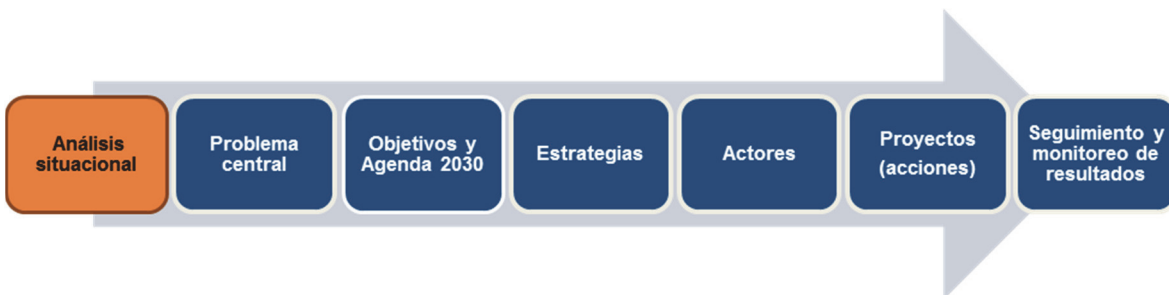 Análisis
situacional
Problema
central
Objetivos y
Agenda 2030
Estrategias
Actores
Proyectos
(acciones)
Seguimiento y
monitoreo de
resultados